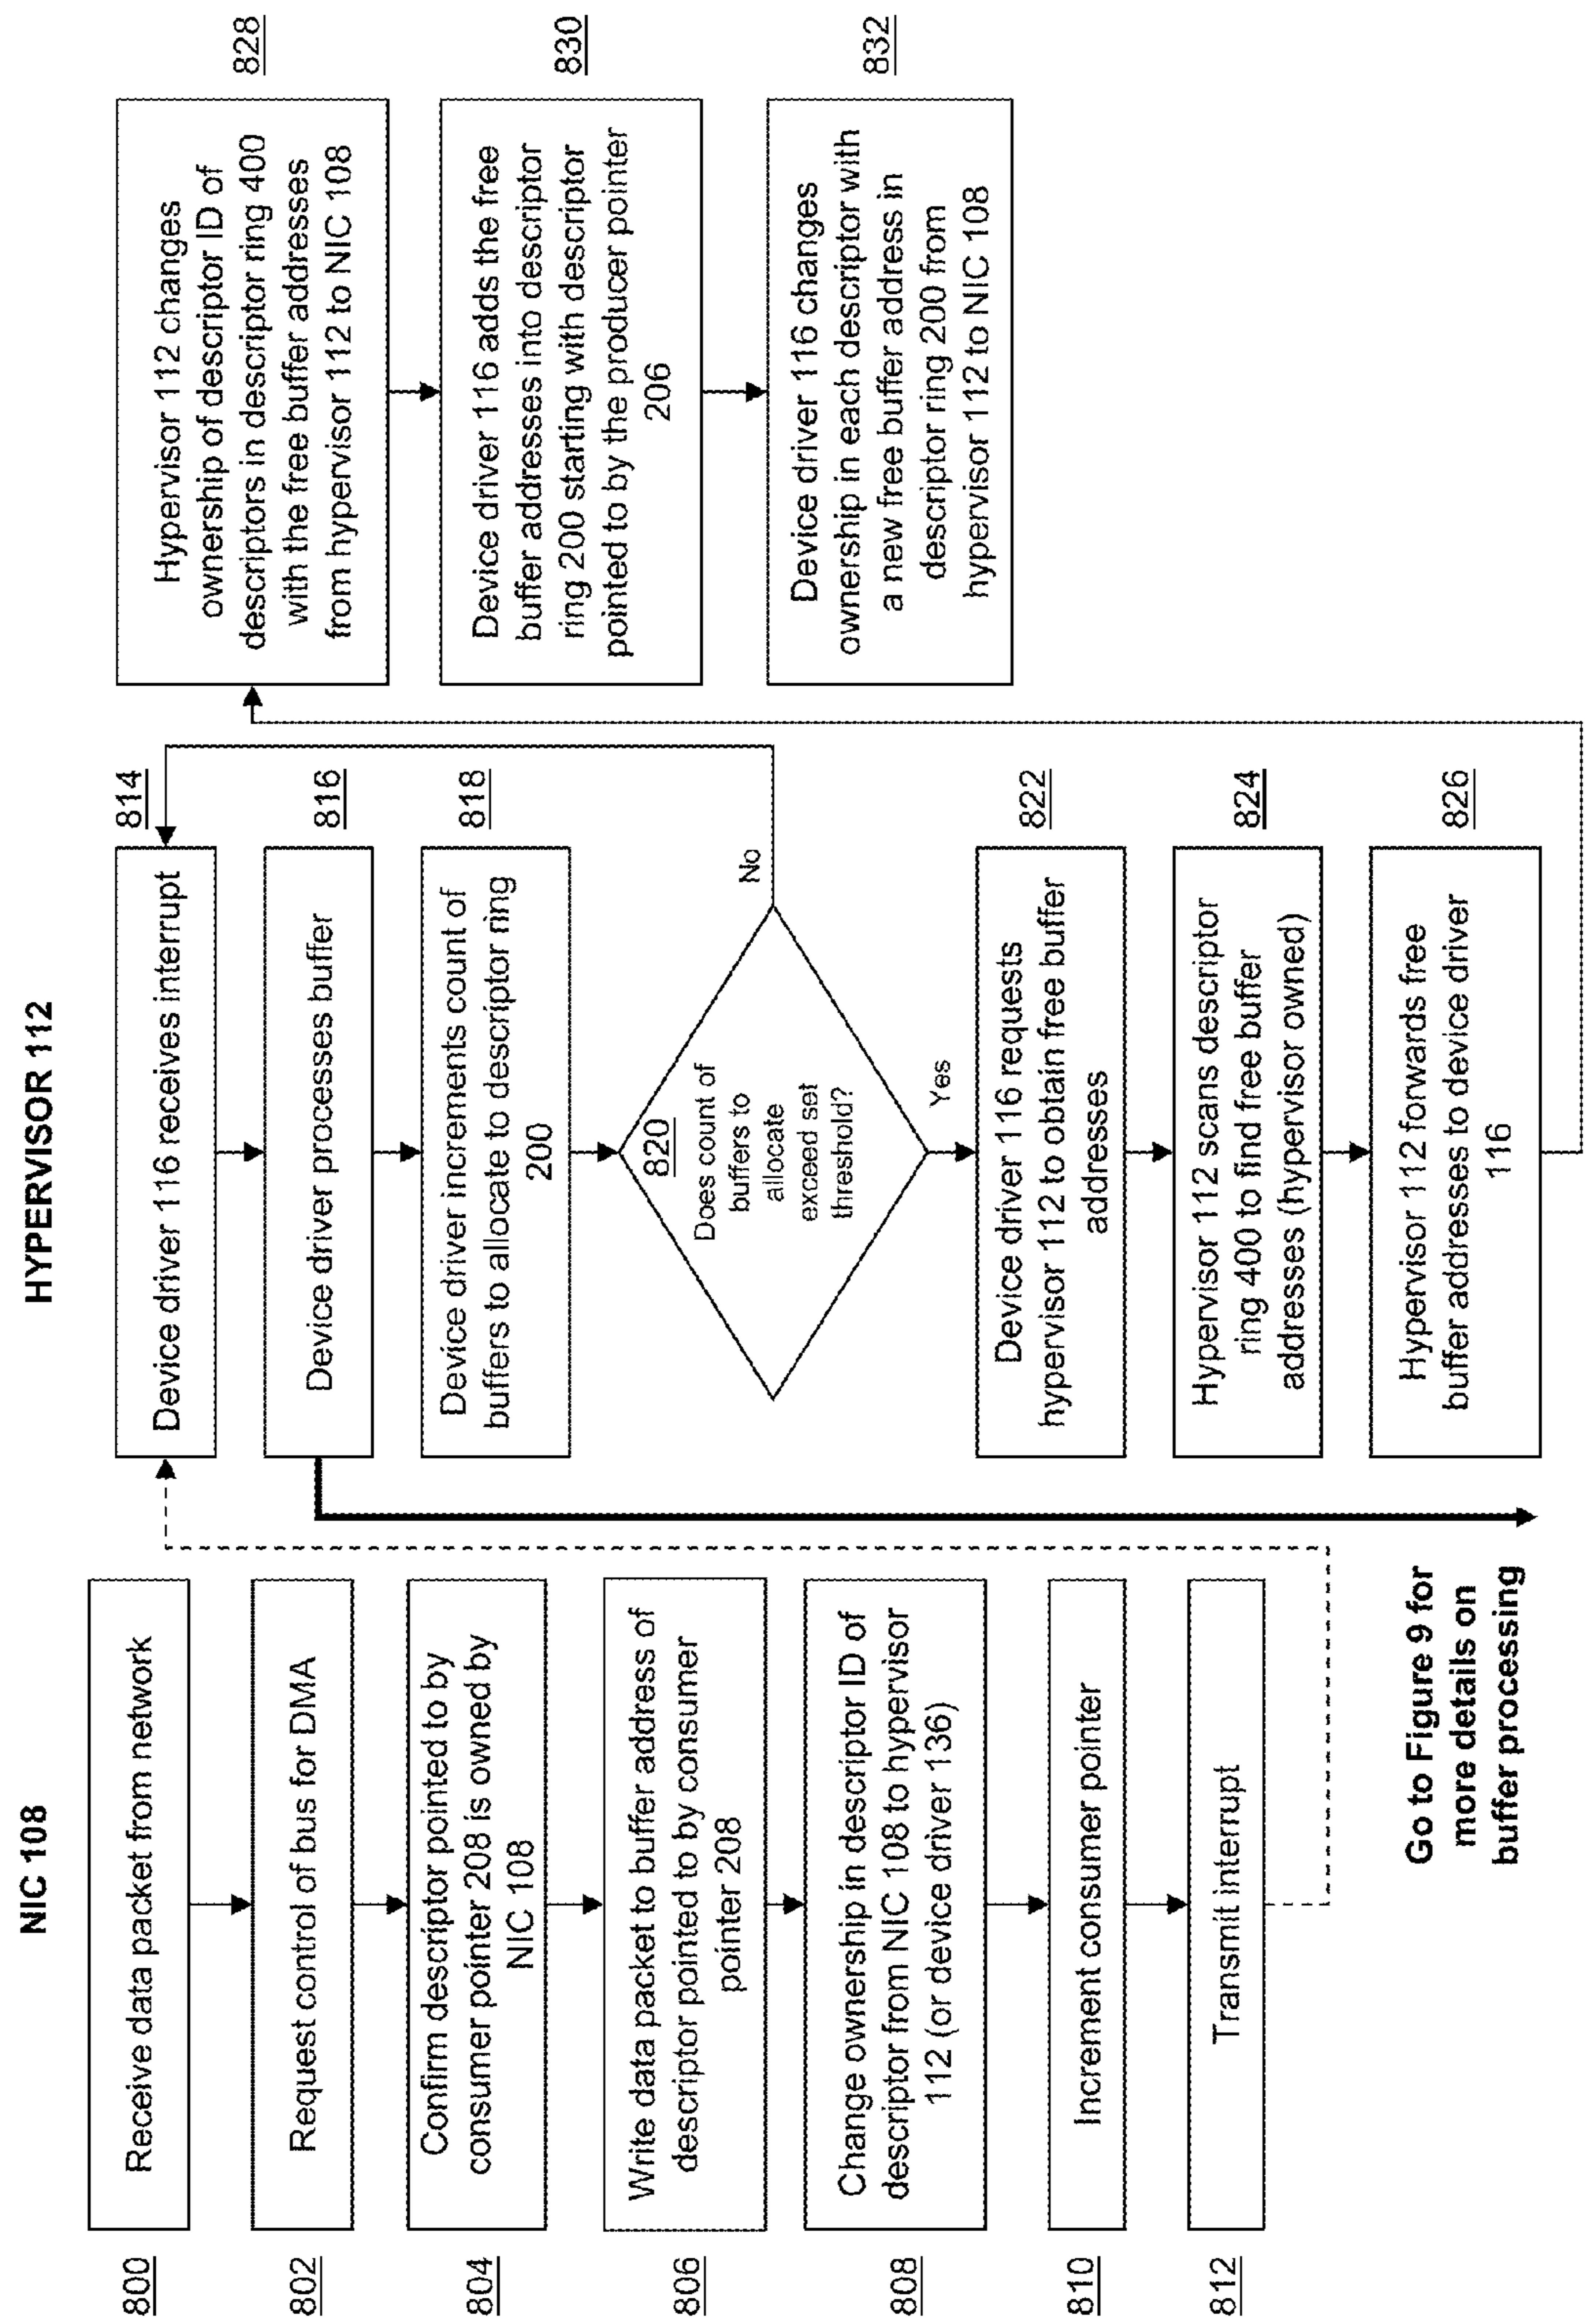 NIC 108
800
Receive data packet from network
802
Request control of bus for DMA
804
Confirm descriptor pointed to by
consumer pointer 208 is owned by
NIC 108
806
Write data packet to buffer address of
descriptor pointed to by consumer
pointer 208
808
Change ownership in descriptor ID of
descriptor from NIC 108 to hypervisor
112 (or device driver 136)
810
Increment consumer pointer
812
Transmit interrupt
Go to Figure 9 for
more details on
buffer processing
HYPERVISOR 112
814
Device driver 116 receives interrupt
816
Device driver processes buffer
818
Device driver increments count of
buffers to allocate to descriptor ring
200
820
Does count of
buffers to
allocate
exceed set
threshold?
No
Yes
822
Device driver 116 requests
hypervisor 112 to obtain free buffer
addresses
824
Hypervisor 112 scans descriptor
ring 400 to find free buffer
addresses (hypervisor owned)
826
Hypervisor 112 forwards free
buffer addresses to device driver
116
828
Hypervisor 112 changes
ownership of descriptor ID of
descriptors in descriptor ring 400
with the free buffer addresses
from hypervisor 112 to NIC 108
830
Device driver 116 adds the free
buffer addresses into descriptor
ring 200 starting with descriptor
pointed to by the producer pointer
206
832
Device driver 116 changes
ownership in each descriptor with
a new free buffer address in
descriptor ring 200 from
hypervisor 112 to NIC 108